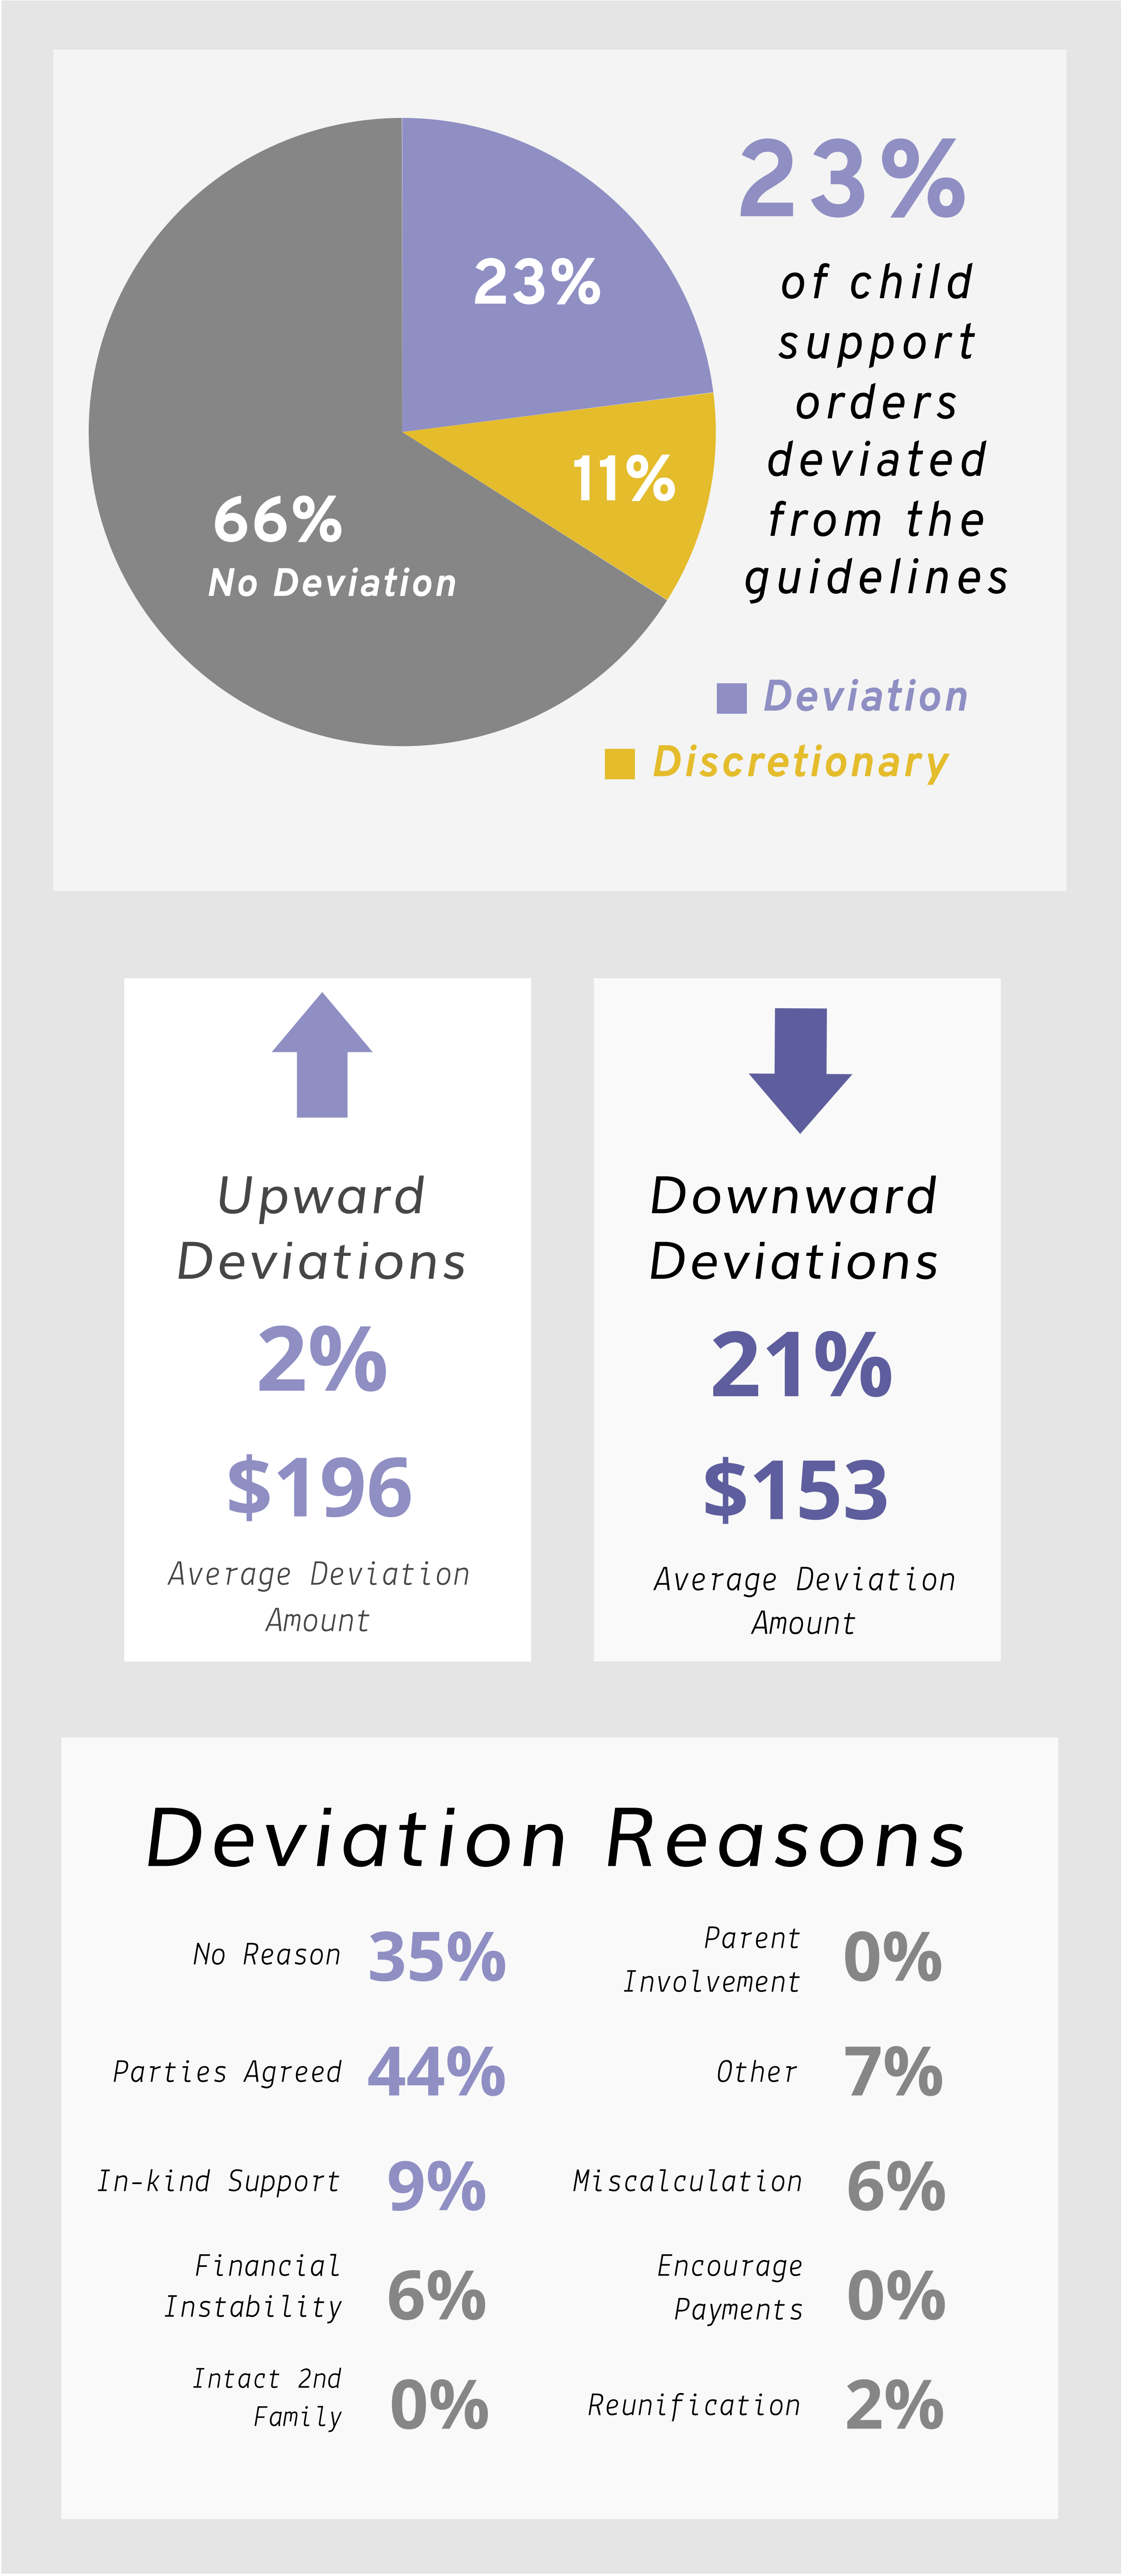 23%
of child
support
orders
deviated
from the
guidelines
23%
11%
66%
No Deviation
Deviation
Discretionary
Upward
Deviations
2%
$196
Average Deviation
Amount
Downward
Deviations
21%
$153
Average Deviation
Amount
Deviation Reasons
No Reason 35%
Parties Agreed 44%
In-kind Support 9%
Financial
Instability 6%
Intact 2nd
Family 0%
Parent
Involvement 0%
Other 7%
Miscalculation 6%
Encourage
Payments 0%
Reunification 2%